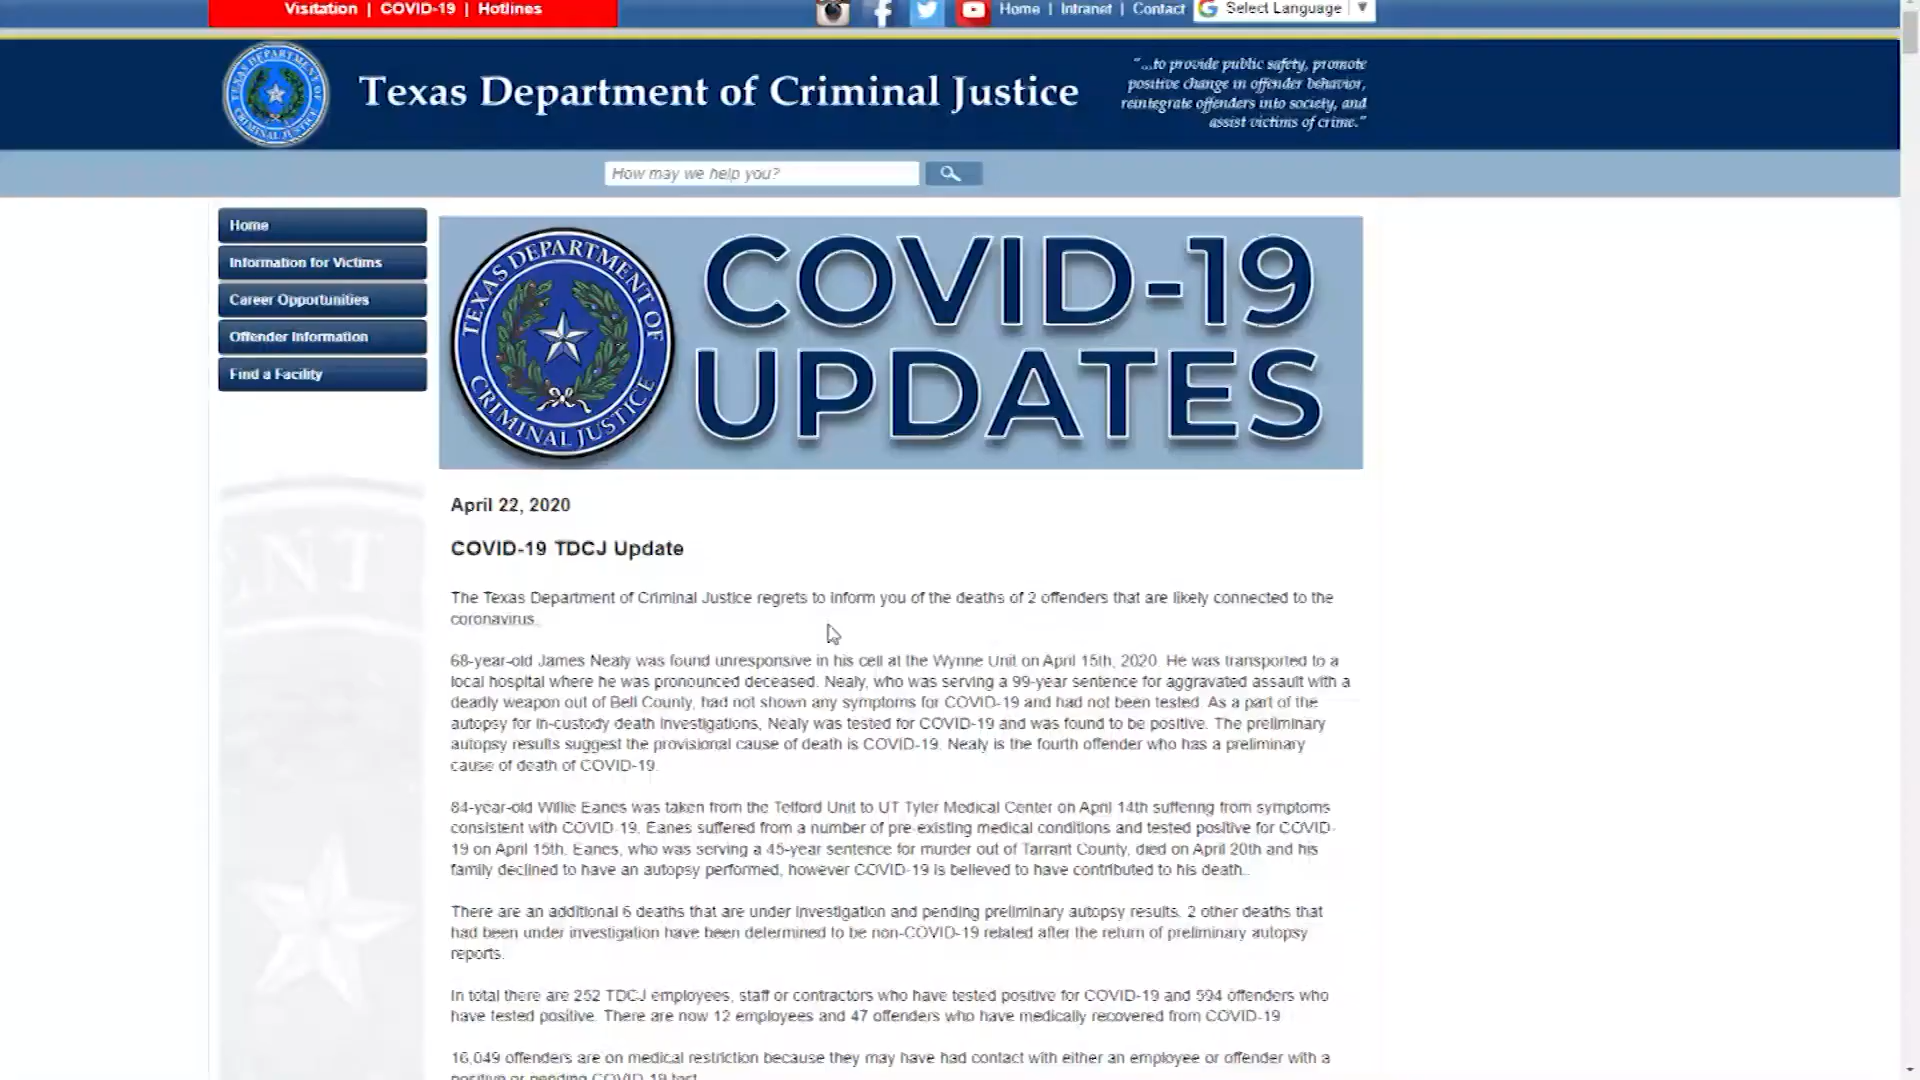 Visitation | COVID-19 | Hotlines
Home | Intranet | Contact
Select Language ▼
TEXAS DEPARTMENT OF CRIMINAL JUSTICE
Texas Department of Criminal Justice
"...to provide public safety, promote
positive change in offender behavior,
reintegrate offenders into society, and
assist victims of crime."
How may we help you?
Home
Information for Victims
Career Opportunities
Offender Information
Find a Facility
TEXAS DEPARTMENT OF CRIMINAL JUSTICE
COVID-19
UPDATES
ENT
April 22, 2020
COVID-19 TDCJ Update
The Texas Department of Criminal Justice regrets to inform you of the deaths of 2 offenders that are likely connected to the
coronavirus.
68-year-old James Nealy was found unresponsive in his cell at the Wynne Unit on April 15th, 2020. He was transported to a
local hospital where he was pronounced deceased. Nealy, who was serving a 99-year sentence for aggravated assault with a
deadly weapon out of Bell County, had not shown any symptoms for COVID-19 and had not been tested. As a part of the
autopsy for in-custody death investigations, Nealy was tested for COVID-19 and was found to be positive. The preliminary
autopsy results suggest the provisional cause of death is COVID-19. Nealy is the fourth offender who has a preliminary
cause of death of COVID-19.
84-year-old Willie Eanes was taken from the Telford Unit to UT Tyler Medical Center on April 14th suffering from symptoms
consistent with COVID-19. Eanes suffered from a number of pre-existing medical conditions and tested positive for COVID-
19 on April 15th. Eanes, who was serving a 45-year sentence for murder out of Tarrant County, died on April 20th and his
family declined to have an autopsy performed, however COVID-19 is believed to have contributed to his death..
There are an additional 6 deaths that are under investigation and pending preliminary autopsy results. 2 other deaths that
had been under investigation have been determined to be non-COVID-19 related after the return of preliminary autopsy
reports.
In total there are 252 TDCJ employees, staff or contractors who have tested positive for COVID-19 and 594 offenders who
have tested positive. There are now 12 employees and 47 offenders who have medically recovered from COVID-19
16,049 offenders are on medical restriction because they may have had contact with either an employee or offender with a
positive or pending COVID-19 test